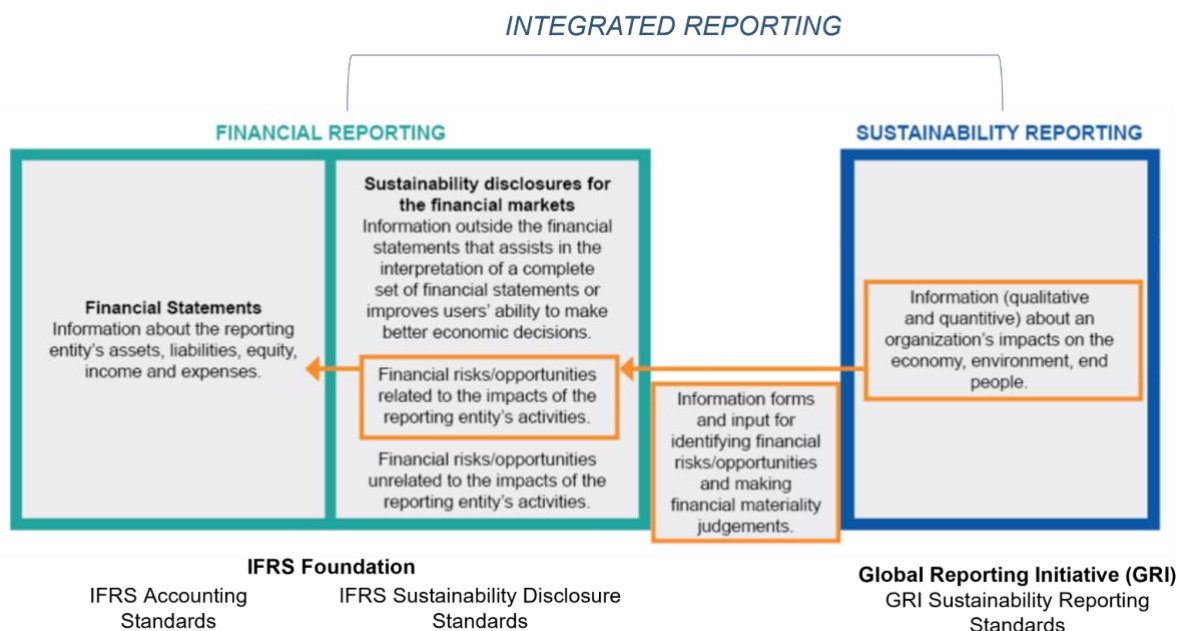 INTEGRATED REPORTING
FINANCIAL REPORTING
Financial Statements
Information about the reporting
entity's assets, liabilities, equity,
income and expenses.
Sustainability disclosures for
the financial markets
Information outside the financial
statements that assists in the
interpretation of a complete
set of financial statements or
improves users' ability to make
better economic decisions.
Financial risks/opportunities
related to the impacts of the
reporting entity's activities.
Financial risks/opportunities
unrelated to the impacts of the
reporting entity's activities.
Information forms
and input for
identifying financial
risks/opportunities
and making
financial materiality
judgements.
SUSTAINABILITY REPORTING
Information (qualitative
and quantitive) about an
organization's impacts on the
economy, environment, end
people.
IFRS Foundation
IFRS Accounting
Standards
IFRS Sustainability Disclosure
Standards
Global Reporting Initiative (GRI)
GRI Sustainability Reporting
Standards